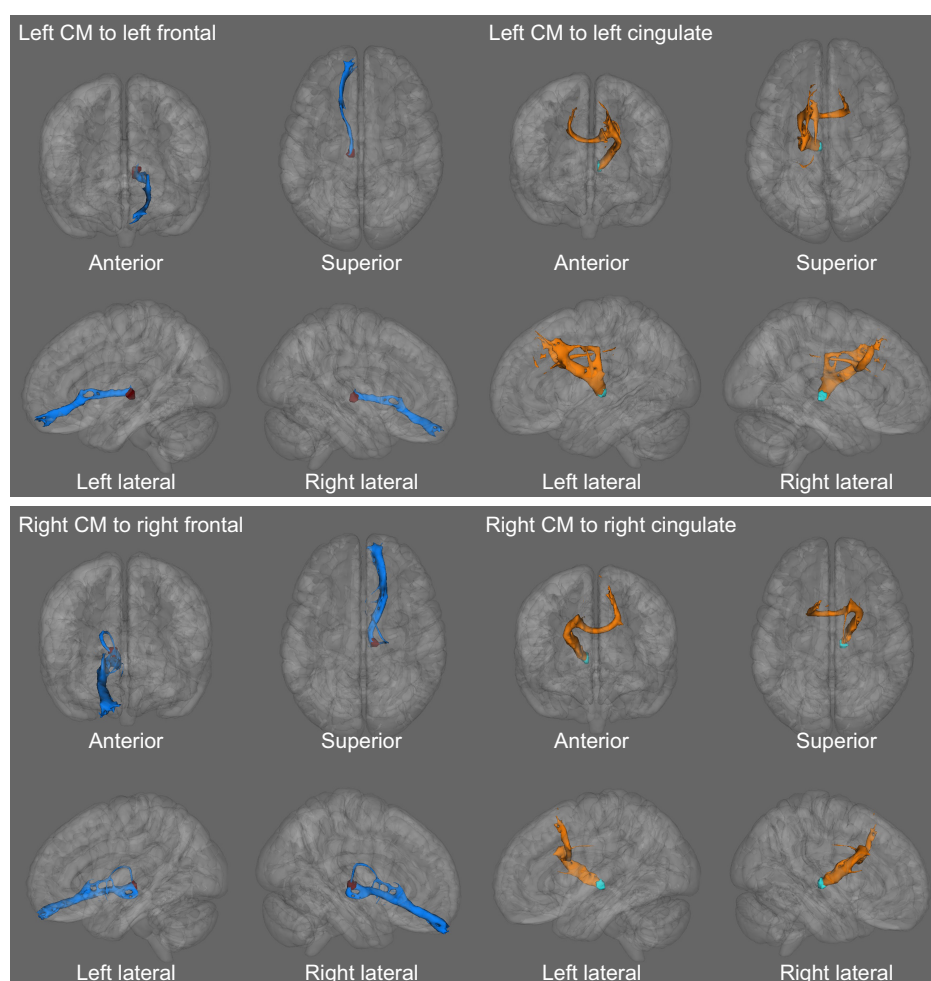 Left CM to left frontal
Left CM to left cingulate
Anterior
Superior
Anterior
Superior
Left lateral
Right lateral
Left lateral
Right lateral
Right CM to right frontal
Right CM to right cingulate
Anterior
Superior
Anterior
Superior
Left lateral
Right lateral
Left lateral
Right lateral